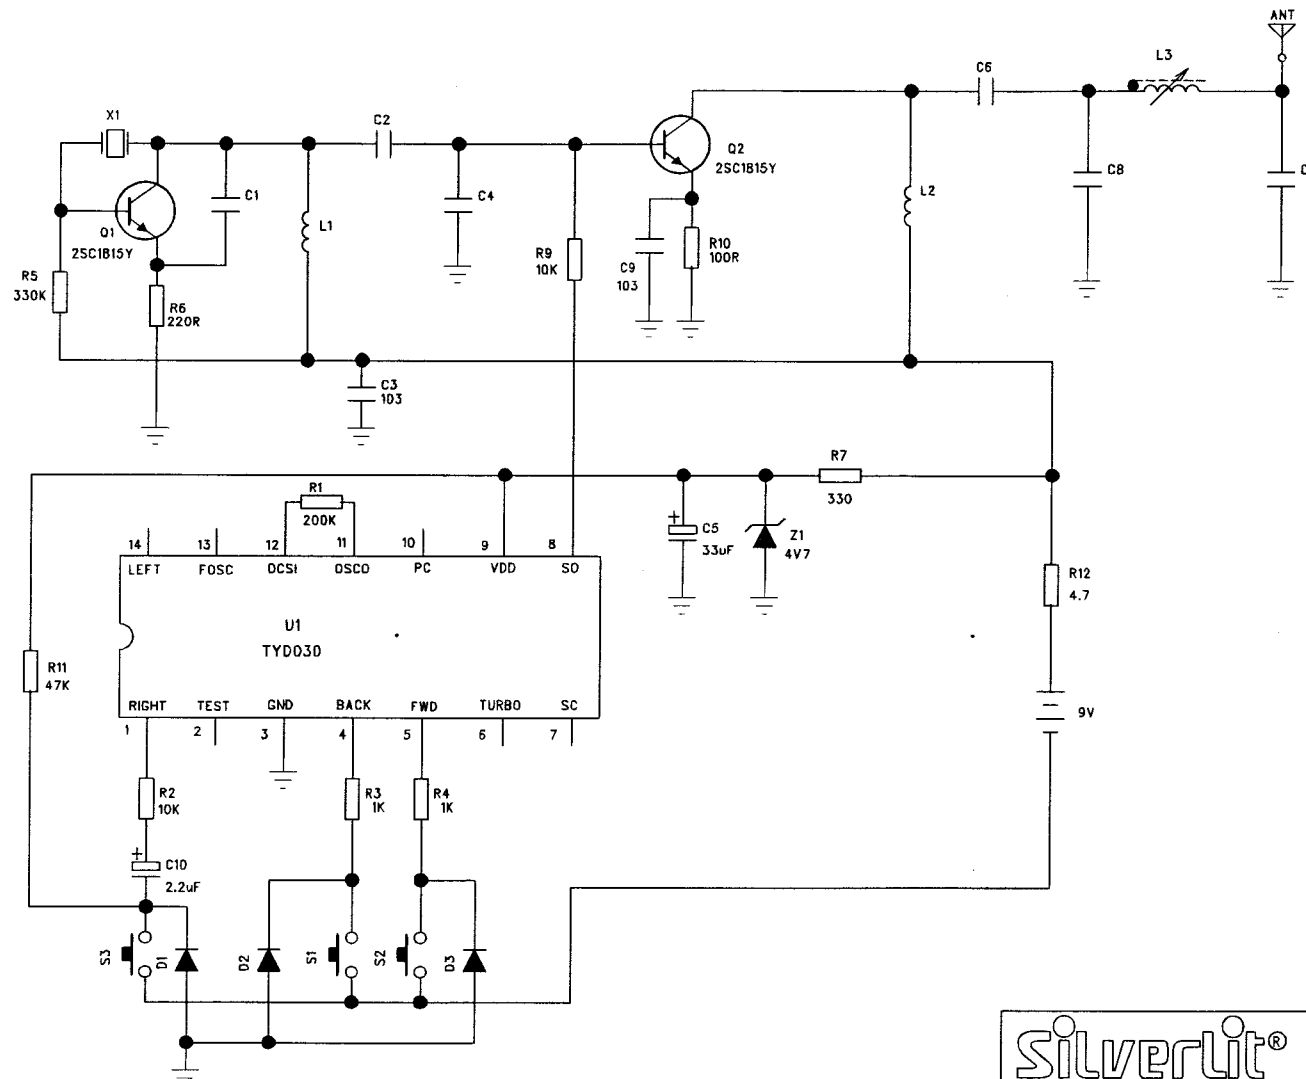 ANT
L3
C6
X1
C2
Q2
2SC1815Y
C1
C4
L1
L2
C8
Q1
2SC1815Y
R5
330K
R6
220R
R9
10K
C9
103
R10
100R
C3
103
R7
330
R1
200K
C5
33uF
Z1
4V7
R12
4.7
14 13 12 11 10 9 8
LEFT FOSC OCSI OSCO PC VDD SO
U1
TYD030
R11
47K
RIGHT TEST GND BACK FWD TURBO SC
1 2 3 4 5 6 7
9V
R2
10K
R3
1K
R4
1K
+
C10
2.2uF
S3
D1
D2
S1
S2
D3
Silverlit®